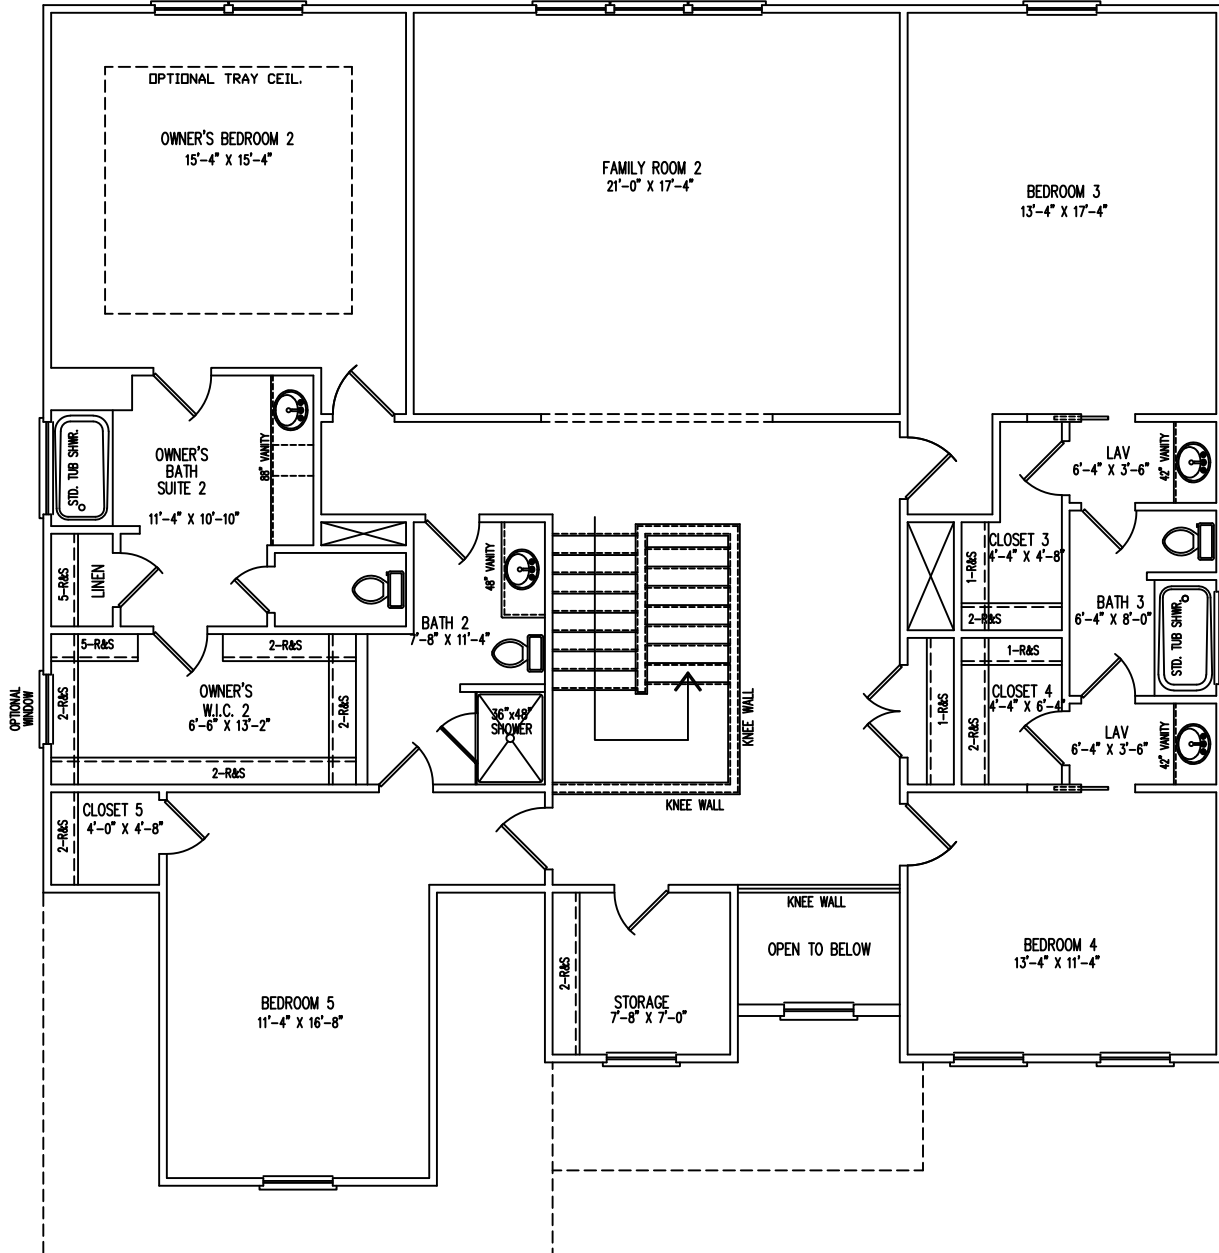 OPTIONAL TRAY CEIL.
OWNER'S BEDROOM 2
15'-4" X 15'-4"
FAMILY ROOM 2
21'-0" X 17'-4"
BEDROOM 3
13'-4" X 17'-4"
STD. TUB SHWR.
OWNER'S
BATH
SUITE 2
11'-4" X 10'-10"
88" VANITY
LAV
6'-4" X 3'-6"
42" VANITY
5-R&S
LINEN
48" VANITY
BATH 2
7'-8" X 11'-4"
CLOSET 3
4'-4" X 4'-8"
1-R&S
2-R&S
BATH 3
6'-4" X 8'-0"
STD. TUB SHWR.
5-R&S
2-R&S
OPTIONAL
WINDOW
2-R&S
OWNER'S
W.I.C. 2
6'-6" X 13'-2"
2-R&S
2-R&S
36"x48"
SHOWER
KNEE WALL
KNEE WALL
1-R&S
1-R&S
CLOSET 4
4'-4" X 6'-4"
2-R&S
LAV
6'-4" X 3'-6"
42" VANITY
CLOSET 5
4'-0" X 4'-8"
2-R&S
KNEE WALL
OPEN TO BELOW
2-R&S
STORAGE
7'-8" X 7'-0"
BEDROOM 4
13'-4" X 11'-4"
BEDROOM 5
11'-4" X 16'-8"